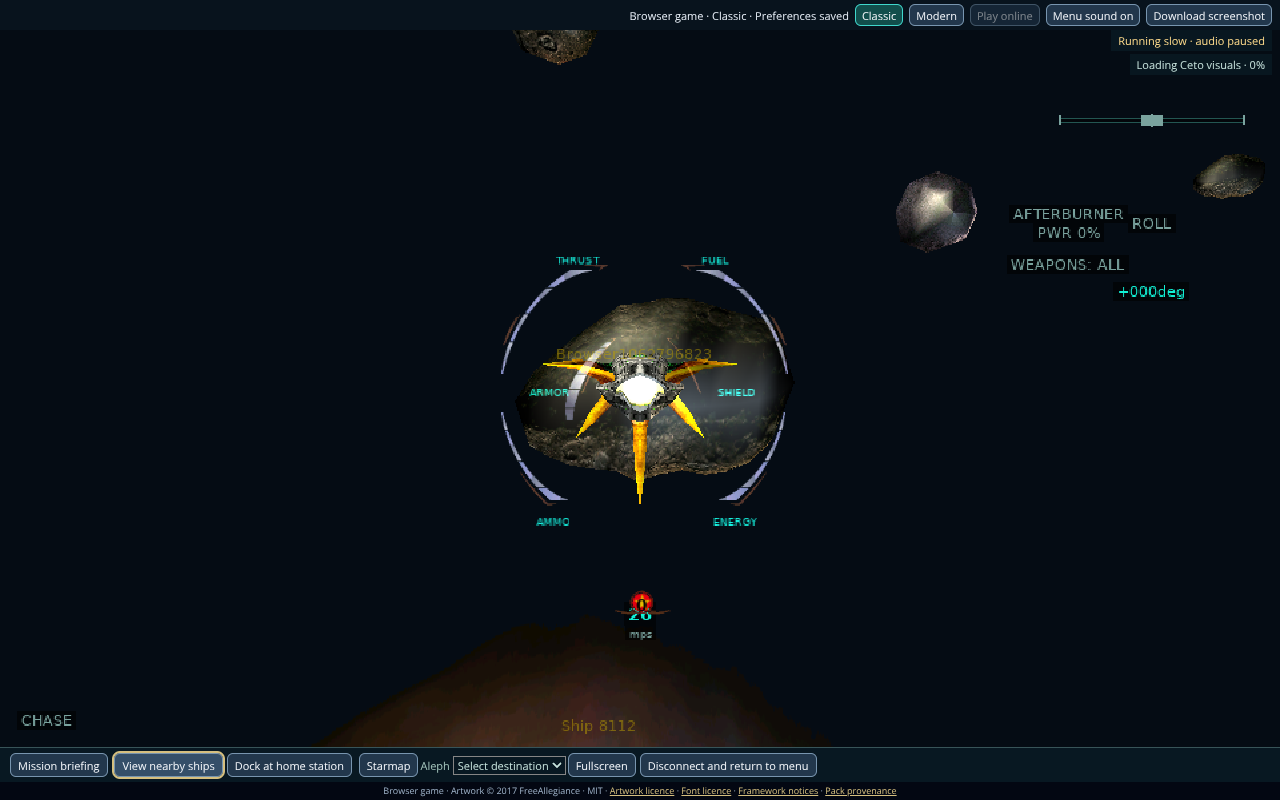 Browser game · Classic · Preferences saved
Classic
Modern
Play online
Menu sound on
Download screenshot
Running slow · audio paused
Loading Ceto visuals · 0%
AFTERBURNER
PWR 0%
ROLL
WEAPONS: ALL
+000deg
THRUST
FUEL
ARMOR
SHIELD
AMMO
ENERGY
20
mps
CHASE
Ship 8112
Mission briefing
View nearby ships
Dock at home station
Starmap
Aleph
Select destination
Fullscreen
Disconnect and return to menu
Browser game · Artwork © 2017 FreeAllegiance · MIT · Artwork licence · Font licence · Framework notices · Pack provenance